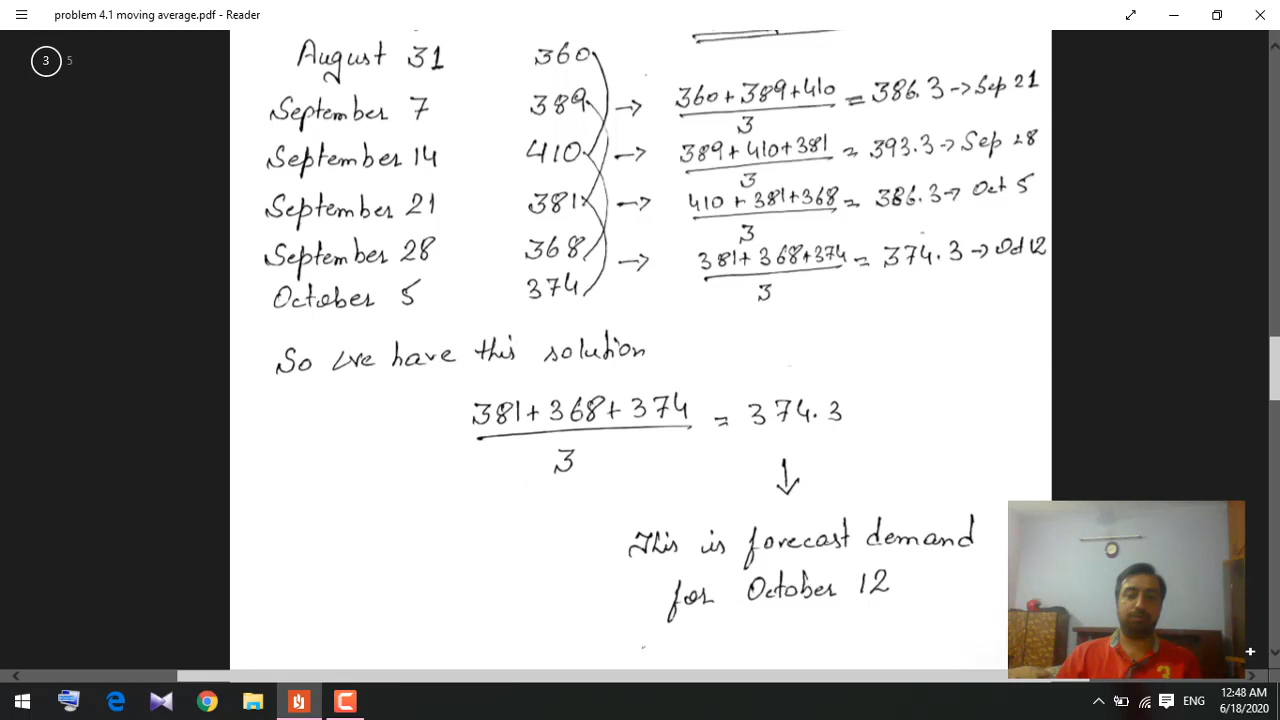 problem 4.1 moving average.pdf - Reader
3 5
August 31 360
September 7 389 → 360+389+410 / 3 = 386.3 → Sep 21
September 14 410 → 389+410+381 / 3 = 393.3 → Sep 28
September 21 381 → 410+381+368 / 3 = 386.3 → Oct 5
September 28 368 → 381+368+374 / 3 = 374.3 → Oct 12
October 5 374
So we have this solution
381+368+374 / 3 = 374.3
↓
This is forecast demand
for October 12
3
ENG
12:48 AM
6/18/2020